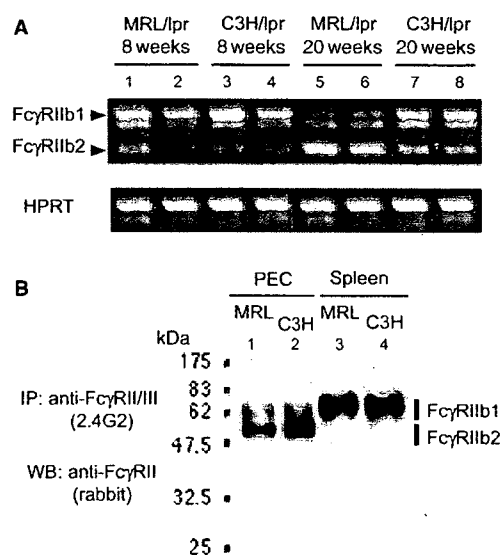 A
MRL/lpr C3H/lpr MRL/lpr C3H/lpr
8 weeks 8 weeks 20 weeks 20 weeks
1 2 3 4 5 6 7 8
FcγRIIb1
FcγRIIb2
HPRT
B
PEC Spleen
MRL C3H MRL C3H
kDa 1 2 3 4
175
83
IP: anti-FcγRII/III
62
FcγRIIb1
(2.4G2)
47.5
FcγRIIb2
WB: anti-FcγRII
(rabbit)
32.5
25